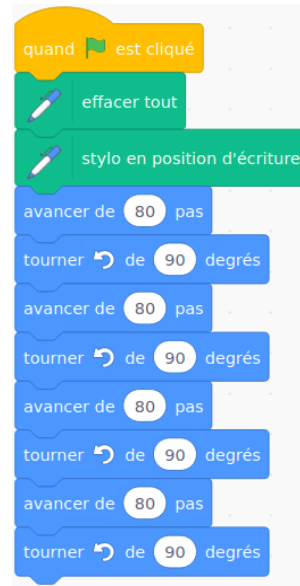 quand est cliqué
effacer tout
stylo en position d'écriture
avancer de 80 pas
tourner de 90 degrés
avancer de 80 pas
tourner de 90 degrés
avancer de 80 pas
tourner de 90 degrés
avancer de 80 pas
tourner de 90 degrés